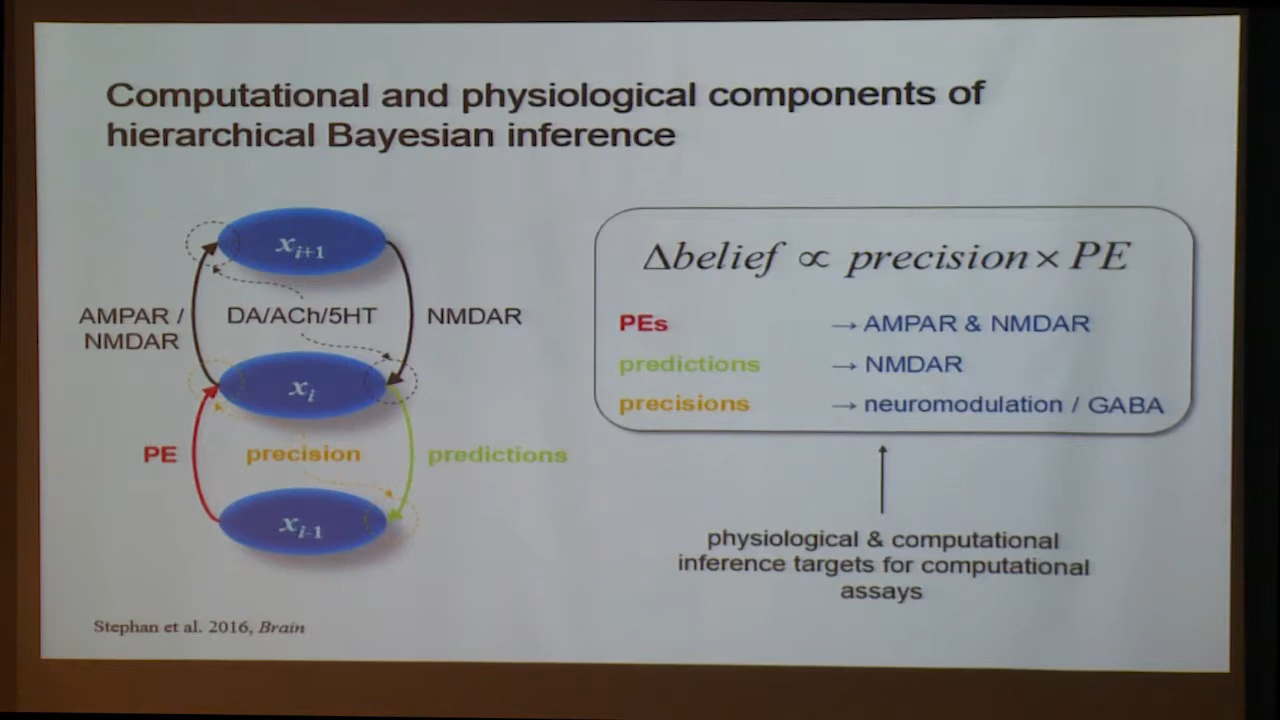 Computational and physiological components of
hierarchical Bayesian inference
x_{i+1}
AMPAR /
NMDAR
DA/ACh/5HT
NMDAR
x_i
PE
precision
predictions
x_{i-1}
Δbelief ∝ precision × PE
PEs → AMPAR & NMDAR
predictions → NMDAR
precisions → neuromodulation / GABA
physiological & computational
inference targets for computational
assays
Stephan et al. 2016, Brain